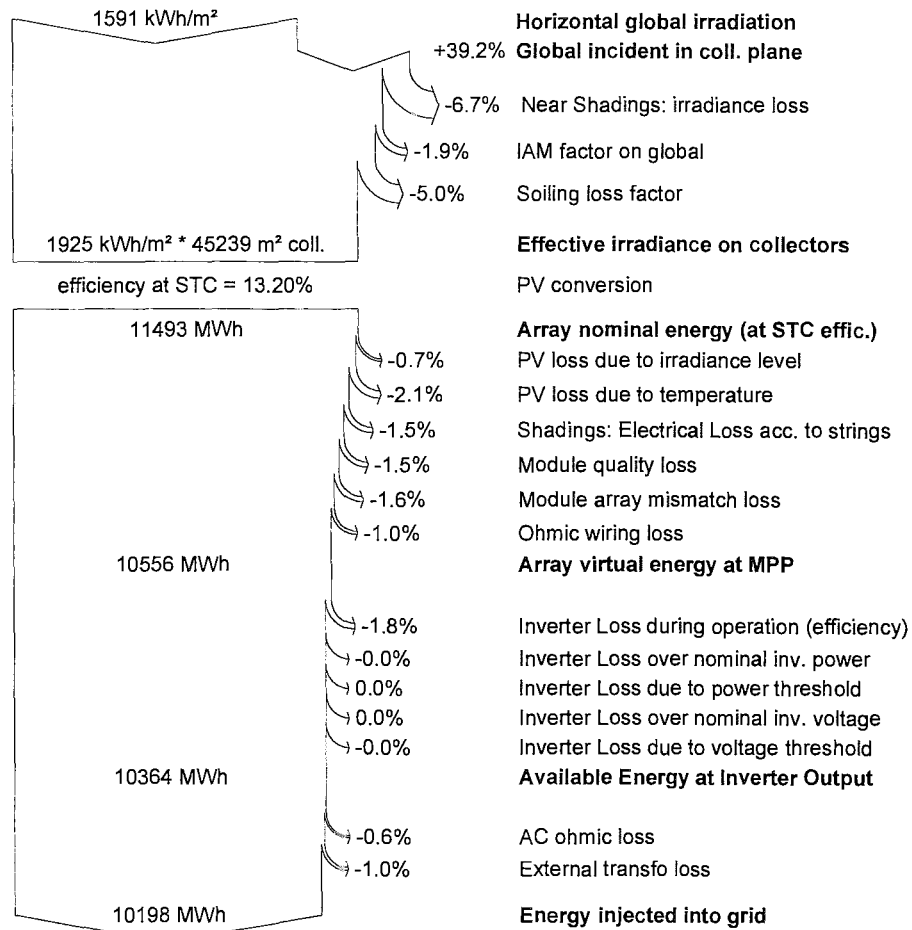 1591 kWh/m² Horizontal global irradiation
+39.2% Global incident in coll. plane
-6.7% Near Shadings: irradiance loss
-1.9% IAM factor on global
-5.0% Soiling loss factor
1925 kWh/m² * 45239 m² coll. Effective irradiance on collectors
efficiency at STC = 13.20% PV conversion
11493 MWh Array nominal energy (at STC effic.)
-0.7% PV loss due to irradiance level
-2.1% PV loss due to temperature
-1.5% Shadings: Electrical Loss acc. to strings
-1.5% Module quality loss
-1.6% Module array mismatch loss
-1.0% Ohmic wiring loss
10556 MWh Array virtual energy at MPP
-1.8% Inverter Loss during operation (efficiency)
-0.0% Inverter Loss over nominal inv. power
0.0% Inverter Loss due to power threshold
0.0% Inverter Loss over nominal inv. voltage
-0.0% Inverter Loss due to voltage threshold
10364 MWh Available Energy at Inverter Output
-0.6% AC ohmic loss
-1.0% External transfo loss
10198 MWh Energy injected into grid